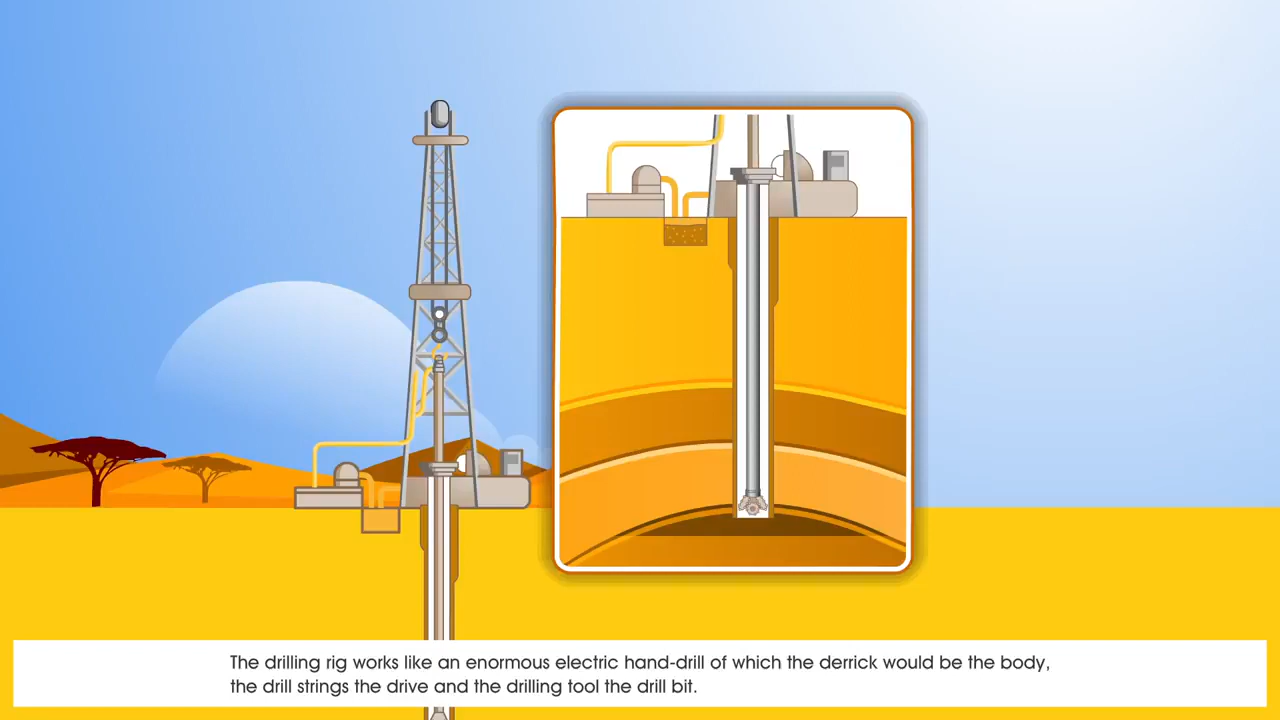 The drilling rig works like an enormous electric hand-drill of which the derrick would be the body,
the drill strings the drive and the drilling tool the drill bit.